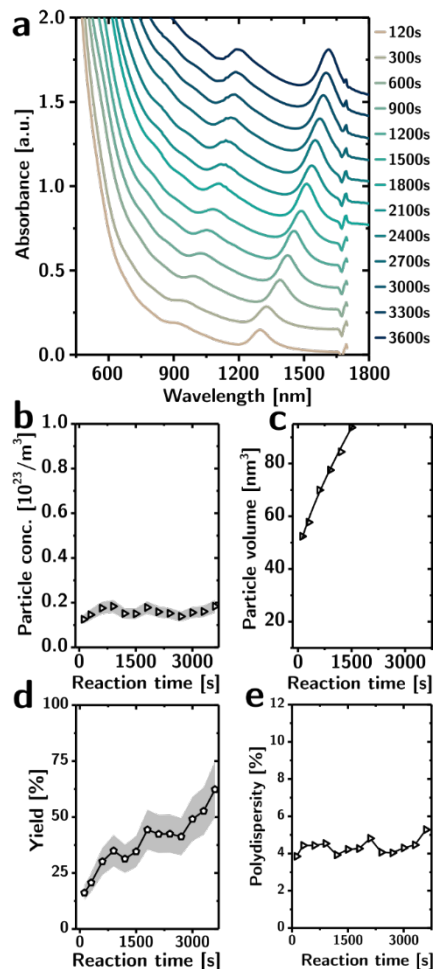 a
2.0
1.5
1.0
0.5
0.0
Absorbance [a.u.]
600 900 1200 1500 1800
Wavelength [nm]
120s
300s
600s
900s
1200s
1500s
1800s
2100s
2400s
2700s
3000s
3300s
3600s
b
1.0
0.8
0.6
0.4
0.2
0.0
Particle conc. [10²³/m³]
0 1500 3000
Reaction time [s]
c
80
60
40
20
Particle volume [nm³]
0 1500 3000
Reaction time [s]
d
100
75
50
25
0
Yield [%]
0 1500 3000
Reaction time [s]
e
12
10
8
6
4
2
0
Polydispersity [%]
0 1500 3000
Reaction time [s]